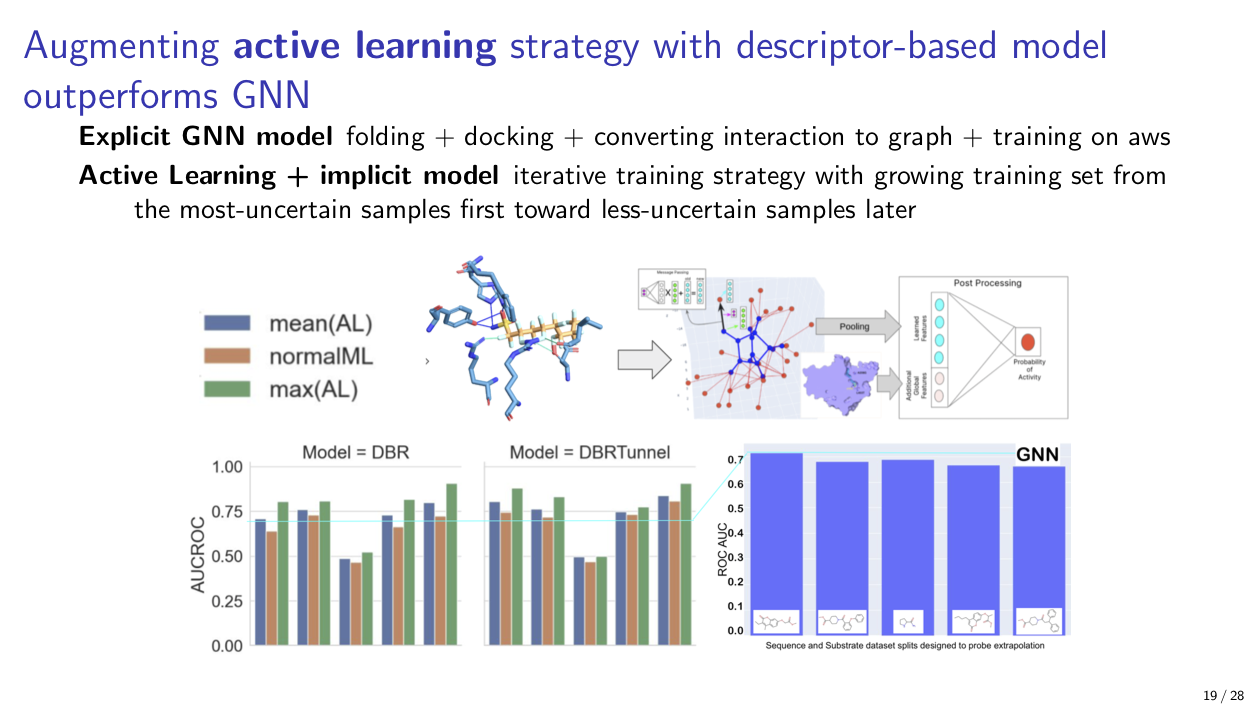 Augmenting active learning strategy with descriptor-based model
outperforms GNN
Explicit GNN model folding + docking + converting interaction to graph + training on aws
Active Learning + implicit model iterative training strategy with growing training set from
the most-uncertain samples first toward less-uncertain samples later
mean(AL)
normalML
max(AL)
Message Passing
Pooling
Post Processing
Learned
Features
Additional
Global
Features
Probability
of
Activity
Model = DBR
Model = DBRTunnel
AUCROC
1.00
0.75
0.50
0.25
0.00
GNN
ROC AUC
0.7
0.6
0.5
0.4
0.3
0.2
0.1
0.0
Sequence and Substrate dataset splits designed to probe extrapolation
19 / 28